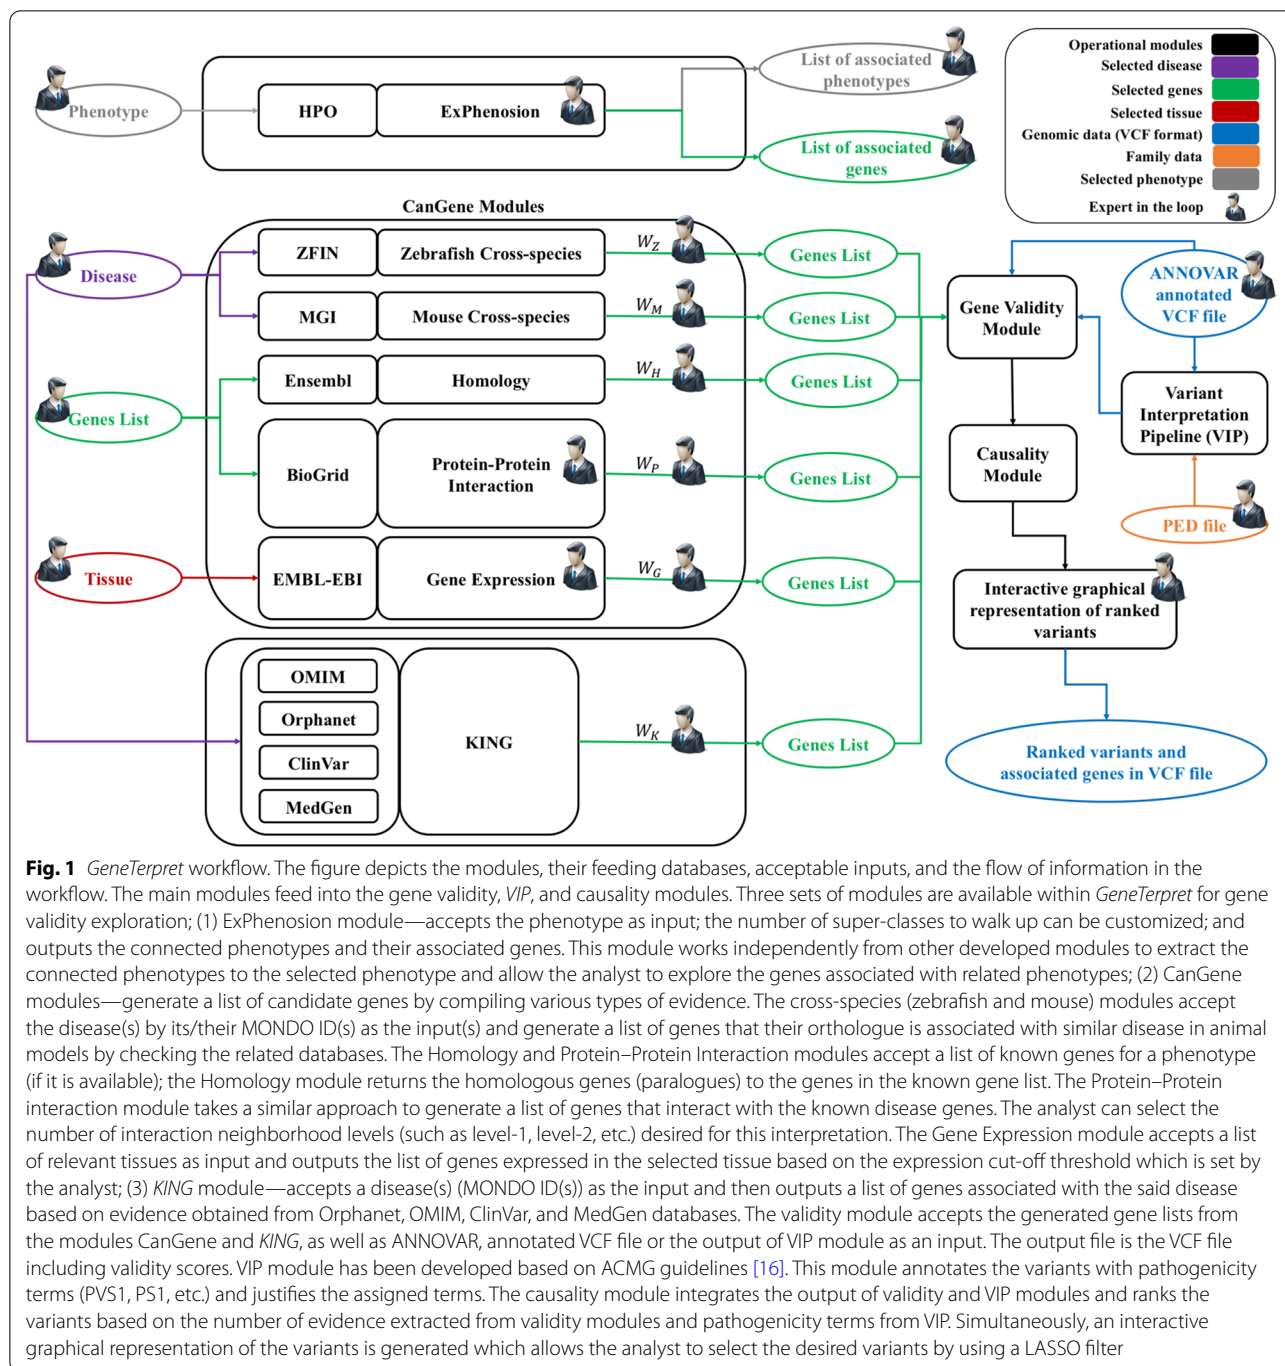 Operational modules
Selected disease
Selected genes
Selected tissue
Genomic data (VCF format)
Family data
Selected phenotype
Expert in the loop
Phenotype
HPO
ExPhenosion
List of associated
phenotypes
List of associated
genes
CanGene Modules
Disease
ZFIN
Zebrafish Cross-species
W_Z
Genes List
MGI
Mouse Cross-species
W_M
Genes List
Genes List
Ensembl
Homology
W_H
Genes List
BioGrid
Protein-Protein
Interaction
W_P
Genes List
Tissue
EMBL-EBI
Gene Expression
W_G
Genes List
OMIM
Orphanet
ClinVar
MedGen
KING
W_K
Genes List
Gene Validity
Module
ANNOVAR
annotated
VCF file
Variant
Interpretation
Pipeline (VIP)
Causality
Module
PED file
Interactive graphical
representation of ranked
variants
Ranked variants and
associated genes in VCF file
Fig. 1 GeneTerpret workflow. The figure depicts the modules, their feeding databases, acceptable inputs, and the flow of information in the
workflow. The main modules feed into the gene validity, VIP, and causality modules. Three sets of modules are available within GeneTerpret for gene
validity exploration; (1) ExPhenosion module—accepts the phenotype as input; the number of super-classes to walk up can be customized; and
outputs the connected phenotypes and their associated genes. This module works independently from other developed modules to extract the
connected phenotypes to the selected phenotype and allow the analyst to explore the genes associated with related phenotypes; (2) CanGene
modules—generate a list of candidate genes by compiling various types of evidence. The cross-species (zebrafish and mouse) modules accept
the disease(s) by its/their MONDO ID(s) as the input(s) and generate a list of genes that their orthologue is associated with similar disease in animal
models by checking the related databases. The Homology and Protein–Protein Interaction modules accept a list of known genes for a phenotype
(if it is available); the Homology module returns the homologous genes (paralogues) to the genes in the known gene list. The Protein–Protein
interaction module takes a similar approach to generate a list of genes that interact with the known disease genes. The analyst can select the
number of interaction neighborhood levels (such as level-1, level-2, etc.) desired for this interpretation. The Gene Expression module accepts a list
of relevant tissues as input and outputs the list of genes expressed in the selected tissue based on the expression cut-off threshold which is set by
the analyst; (3) KING module—accepts a disease(s) (MONDO ID(s)) as the input and then outputs a list of genes associated with the said disease
based on evidence obtained from Orphanet, OMIM, ClinVar, and MedGen databases. The validity module accepts the generated gene lists from
the modules CanGene and KING, as well as ANNOVAR, annotated VCF file or the output of VIP module as an input. The output file is the VCF file
including validity scores. VIP module has been developed based on ACMG guidelines [16]. This module annotates the variants with pathogenicity
terms (PVS1, PS1, etc.) and justifies the assigned terms. The causality module integrates the output of validity and VIP modules and ranks the
variants based on the number of evidence extracted from validity modules and pathogenicity terms from VIP. Simultaneously, an interactive
graphical representation of the variants is generated which allows the analyst to select the desired variants by using a LASSO filter